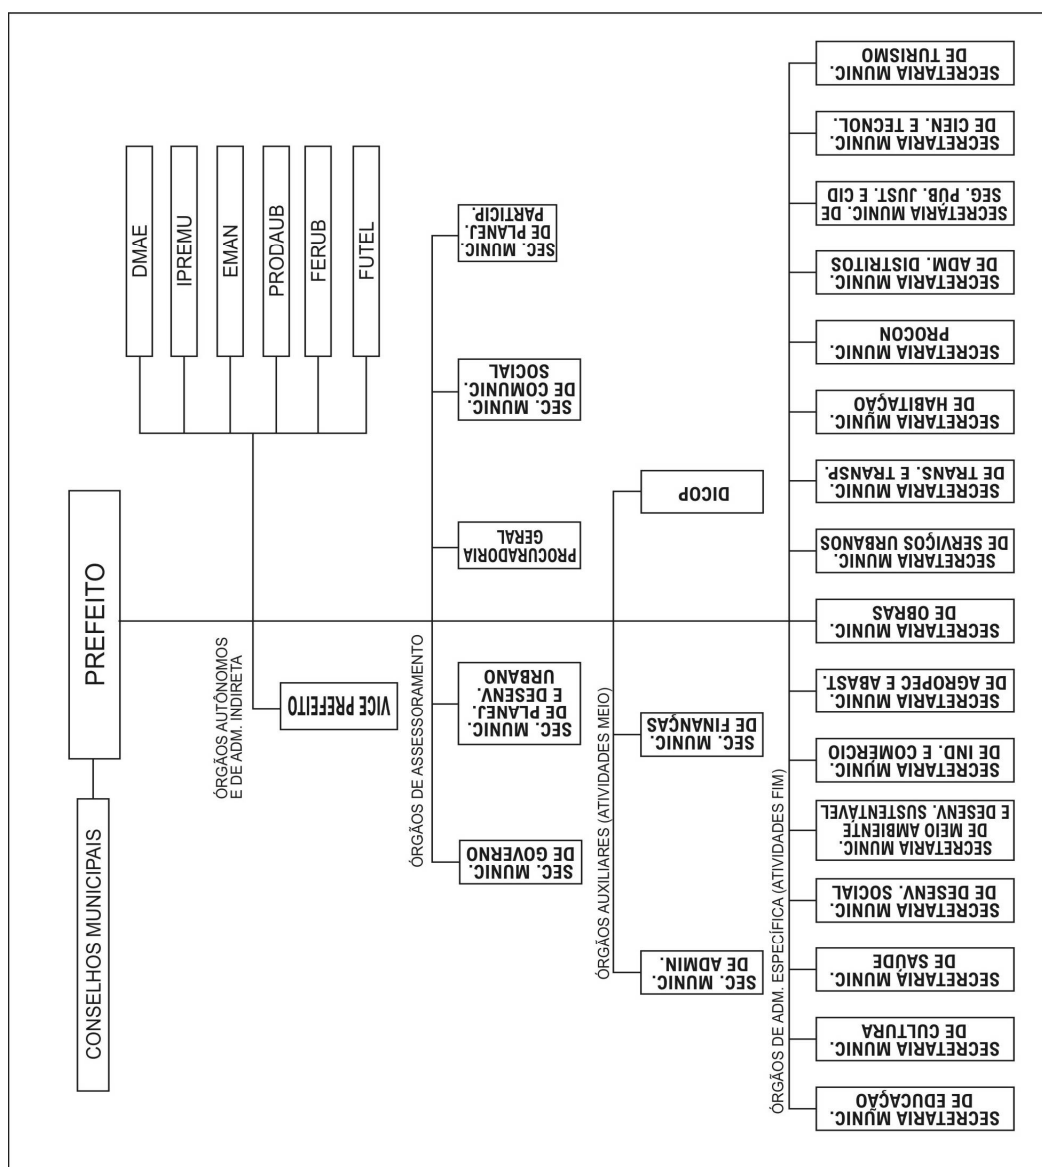 PREFEITO
CONSELHOS MUNICIPAIS
ÓRGÃOS AUTÔNOMOS
E DE ADM. INDIRETA
VICE PREFEITO
DMAE
IPREMU
EMAN
PRODAUB
FERUB
FUTEL
ÓRGÃOS DE ASSESSORAMENTO
SEC. MUNIC.
DE GOVERNO
SEC. MUNIC.
DE PLANEJ.
E DESENV.
URBANO
PROCURADORIA
GERAL
SEC. MUNIC.
DE COMUNIC.
SOCIAL
SEC. MUNIC.
DE PLANEJ.
PARTICIP.
ÓRGÃOS AUXILIARES (ATIVIDADES MEIO)
SEC. MUNIC.
DE ADMIN.
SEC. MUNIC.
DE FINANÇAS
DICOP
ÓRGÃOS DE ADM. ESPECÍFICA (ATIVIDADES FIM)
SECRETARIA MUNIC.
DE EDUCAÇÃO
SECRETARIA MUNIC.
DE CULTURA
SECRETARIA MUNIC.
DE SAÚDE
SECRETARIA MUNIC.
DE DESENV. SOCIAL
SECRETARIA MUNIC.
DE MEIO AMBIENTE
E DESENV. SUSTENTÁVEL
SECRETARIA MUNIC.
DE IND. E COMÉRCIO
SECRETARIA MUNIC.
DE AGROPEC E ABAST.
SECRETARIA MUNIC.
DE OBRAS
SECRETARIA MUNIC.
DE SERVIÇOS URBANOS
SECRETARIA MUNIC.
DE TRANS. E TRANSP.
SECRETARIA MUNIC.
DE HABITAÇÃO
SECRETARIA MUNIC.
PROCON
SECRETARIA MUNIC.
DE ADM. DISTRITOS
SECRETÁRIA MUNIC. DE
SEG. PÚB. JUST. E CID
SECRETARIA MUNIC.
DE CIEN. E TECNOL.
SECRETARIA MUNIC.
DE TURISMO